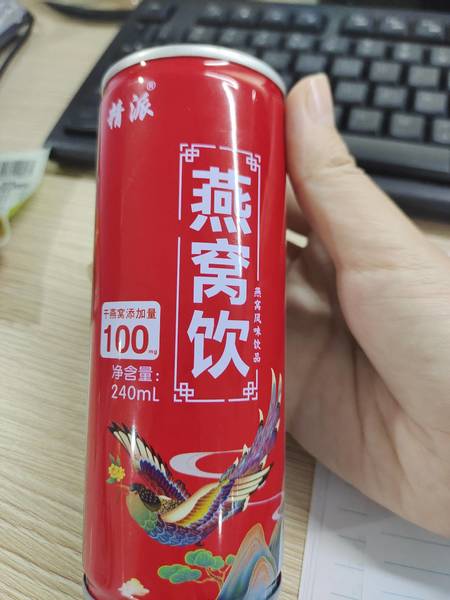 精派®
燕窝饮
燕窝风味饮品
干燕窝添加量
100mg
净含量：
240mL